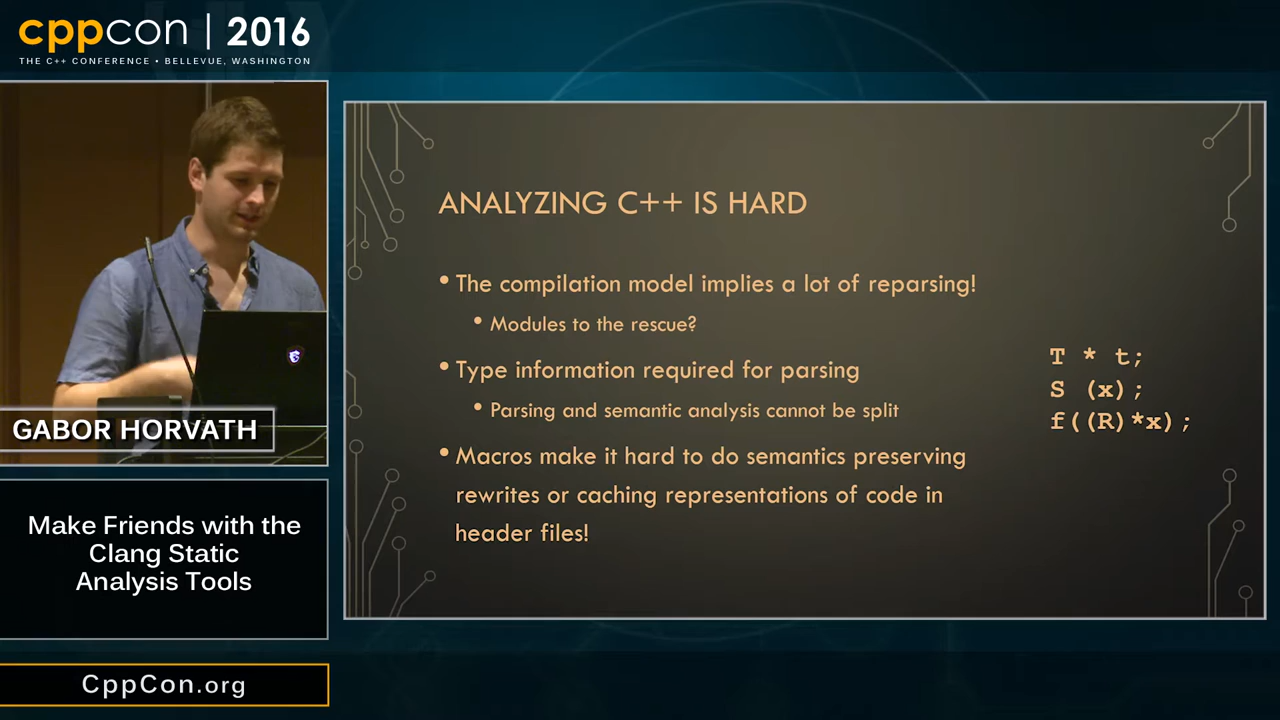 cppcon | 2016
THE C++ CONFERENCE • BELLEVUE, WASHINGTON
GABOR HORVATH
Make Friends with the
Clang Static
Analysis Tools
CppCon.org
ANALYZING C++ IS HARD
• The compilation model implies a lot of reparsing!
• Modules to the rescue?
• Type information required for parsing
• Parsing and semantic analysis cannot be split
• Macros make it hard to do semantics preserving
rewrites or caching representations of code in
header files!
T * t;
S (x);
f((R)*x);